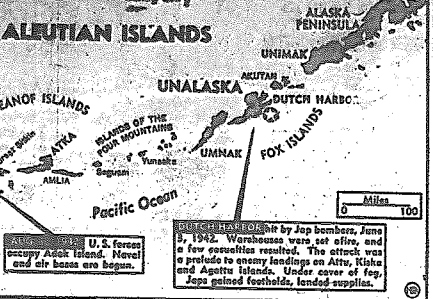 ALASKA
PENINSULA
ALEUTIAN ISLANDS
UNIMAK
AKUTAN
UNALASKA
DUTCH HARBO
EANOF ISLANDS
ISLANDS OF THE
FOUR MOUNTAINS
FOX ISLANDS
ATKA
Seguam
Yunaska
UMNAK
AMLIA
Pacific Ocean
Miles
0 100
U. S. forces
occupy Adak Island. Naval
and air bases are begun.
DUTCH HARBOR hit by Jap bombers, June
3, 1942. Warehouses were set afire, and
a few casualties resulted. The attack was
a prelude to enemy landings on Attu, Kiska
and Agattu Islands. Under cover of fog,
Japs gained footholds, landed supplies.